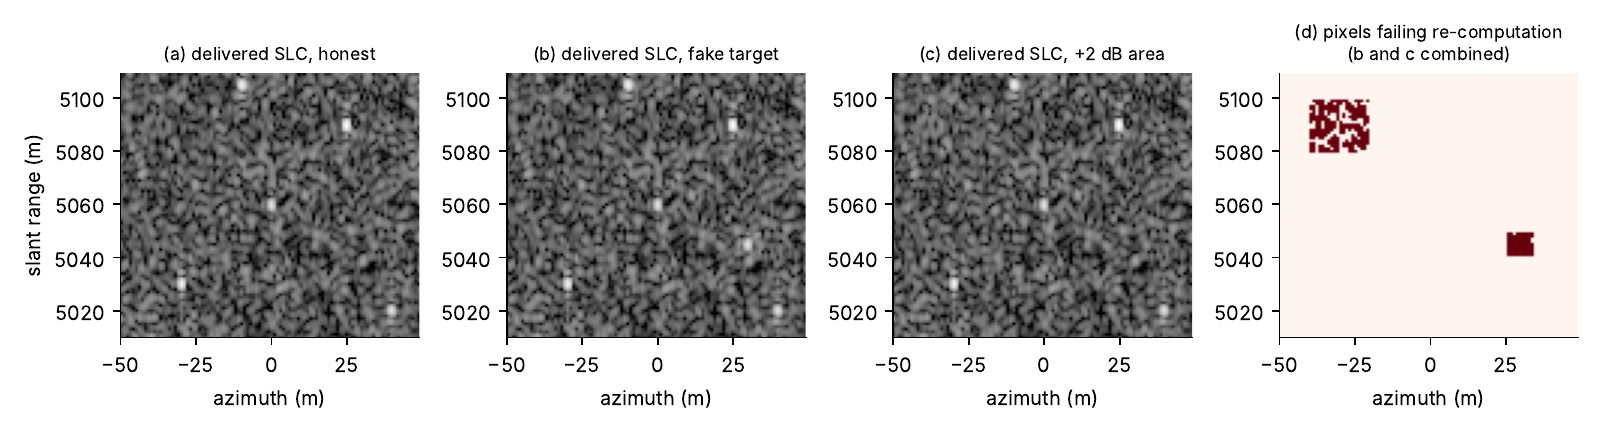 (a) delivered SLC, honest
(b) delivered SLC, fake target
(c) delivered SLC, +2 dB area
(d) pixels failing re-computation
(b and c combined)
slant range (m)
5100
5080
5060
5040
5020
−50 −25 0 25
azimuth (m)
5100
5080
5060
5040
5020
−50 −25 0 25
azimuth (m)
5100
5080
5060
5040
5020
−50 −25 0 25
azimuth (m)
5100
5080
5060
5040
5020
−50 −25 0 25
azimuth (m)